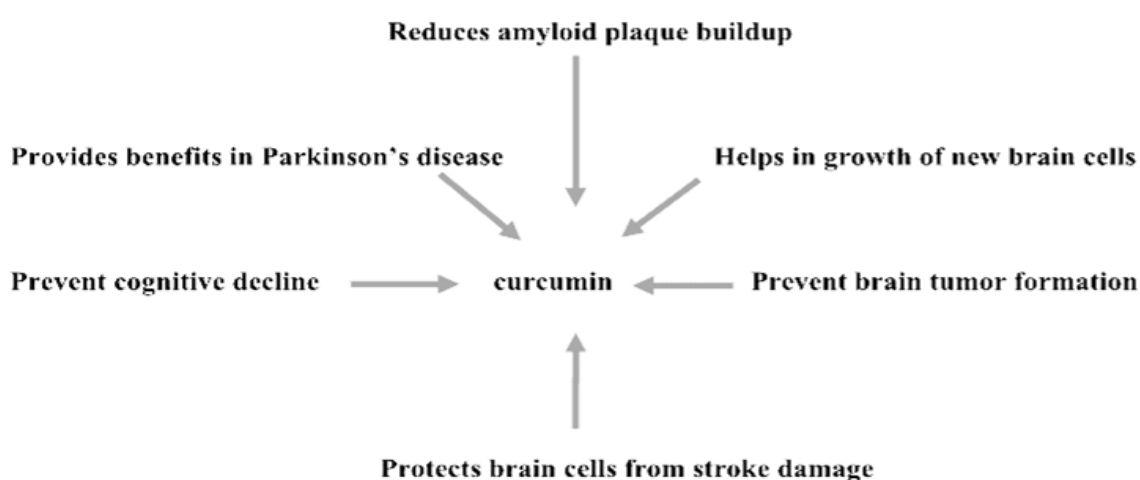 Reduces amyloid plaque buildup
Provides benefits in Parkinson's disease
Helps in growth of new brain cells
Prevent cognitive decline
curcumin
Prevent brain tumor formation
Protects brain cells from stroke damage